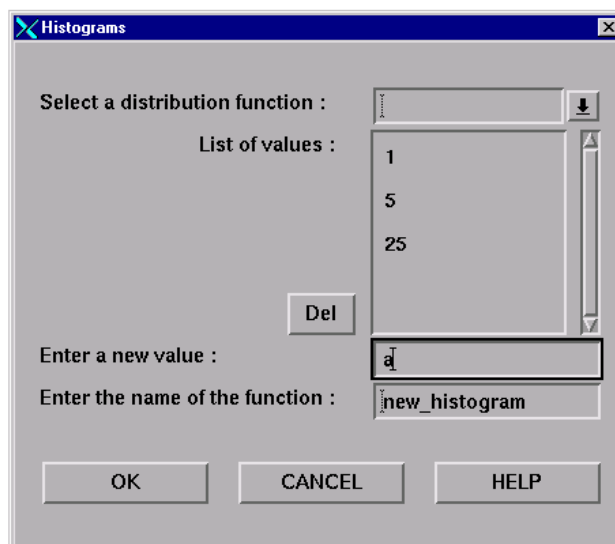 Histograms
Select a distribution function :
List of values :
1
5
25
Del
Enter a new value :
a
Enter the name of the function :
new_histogram
OK
CANCEL
HELP